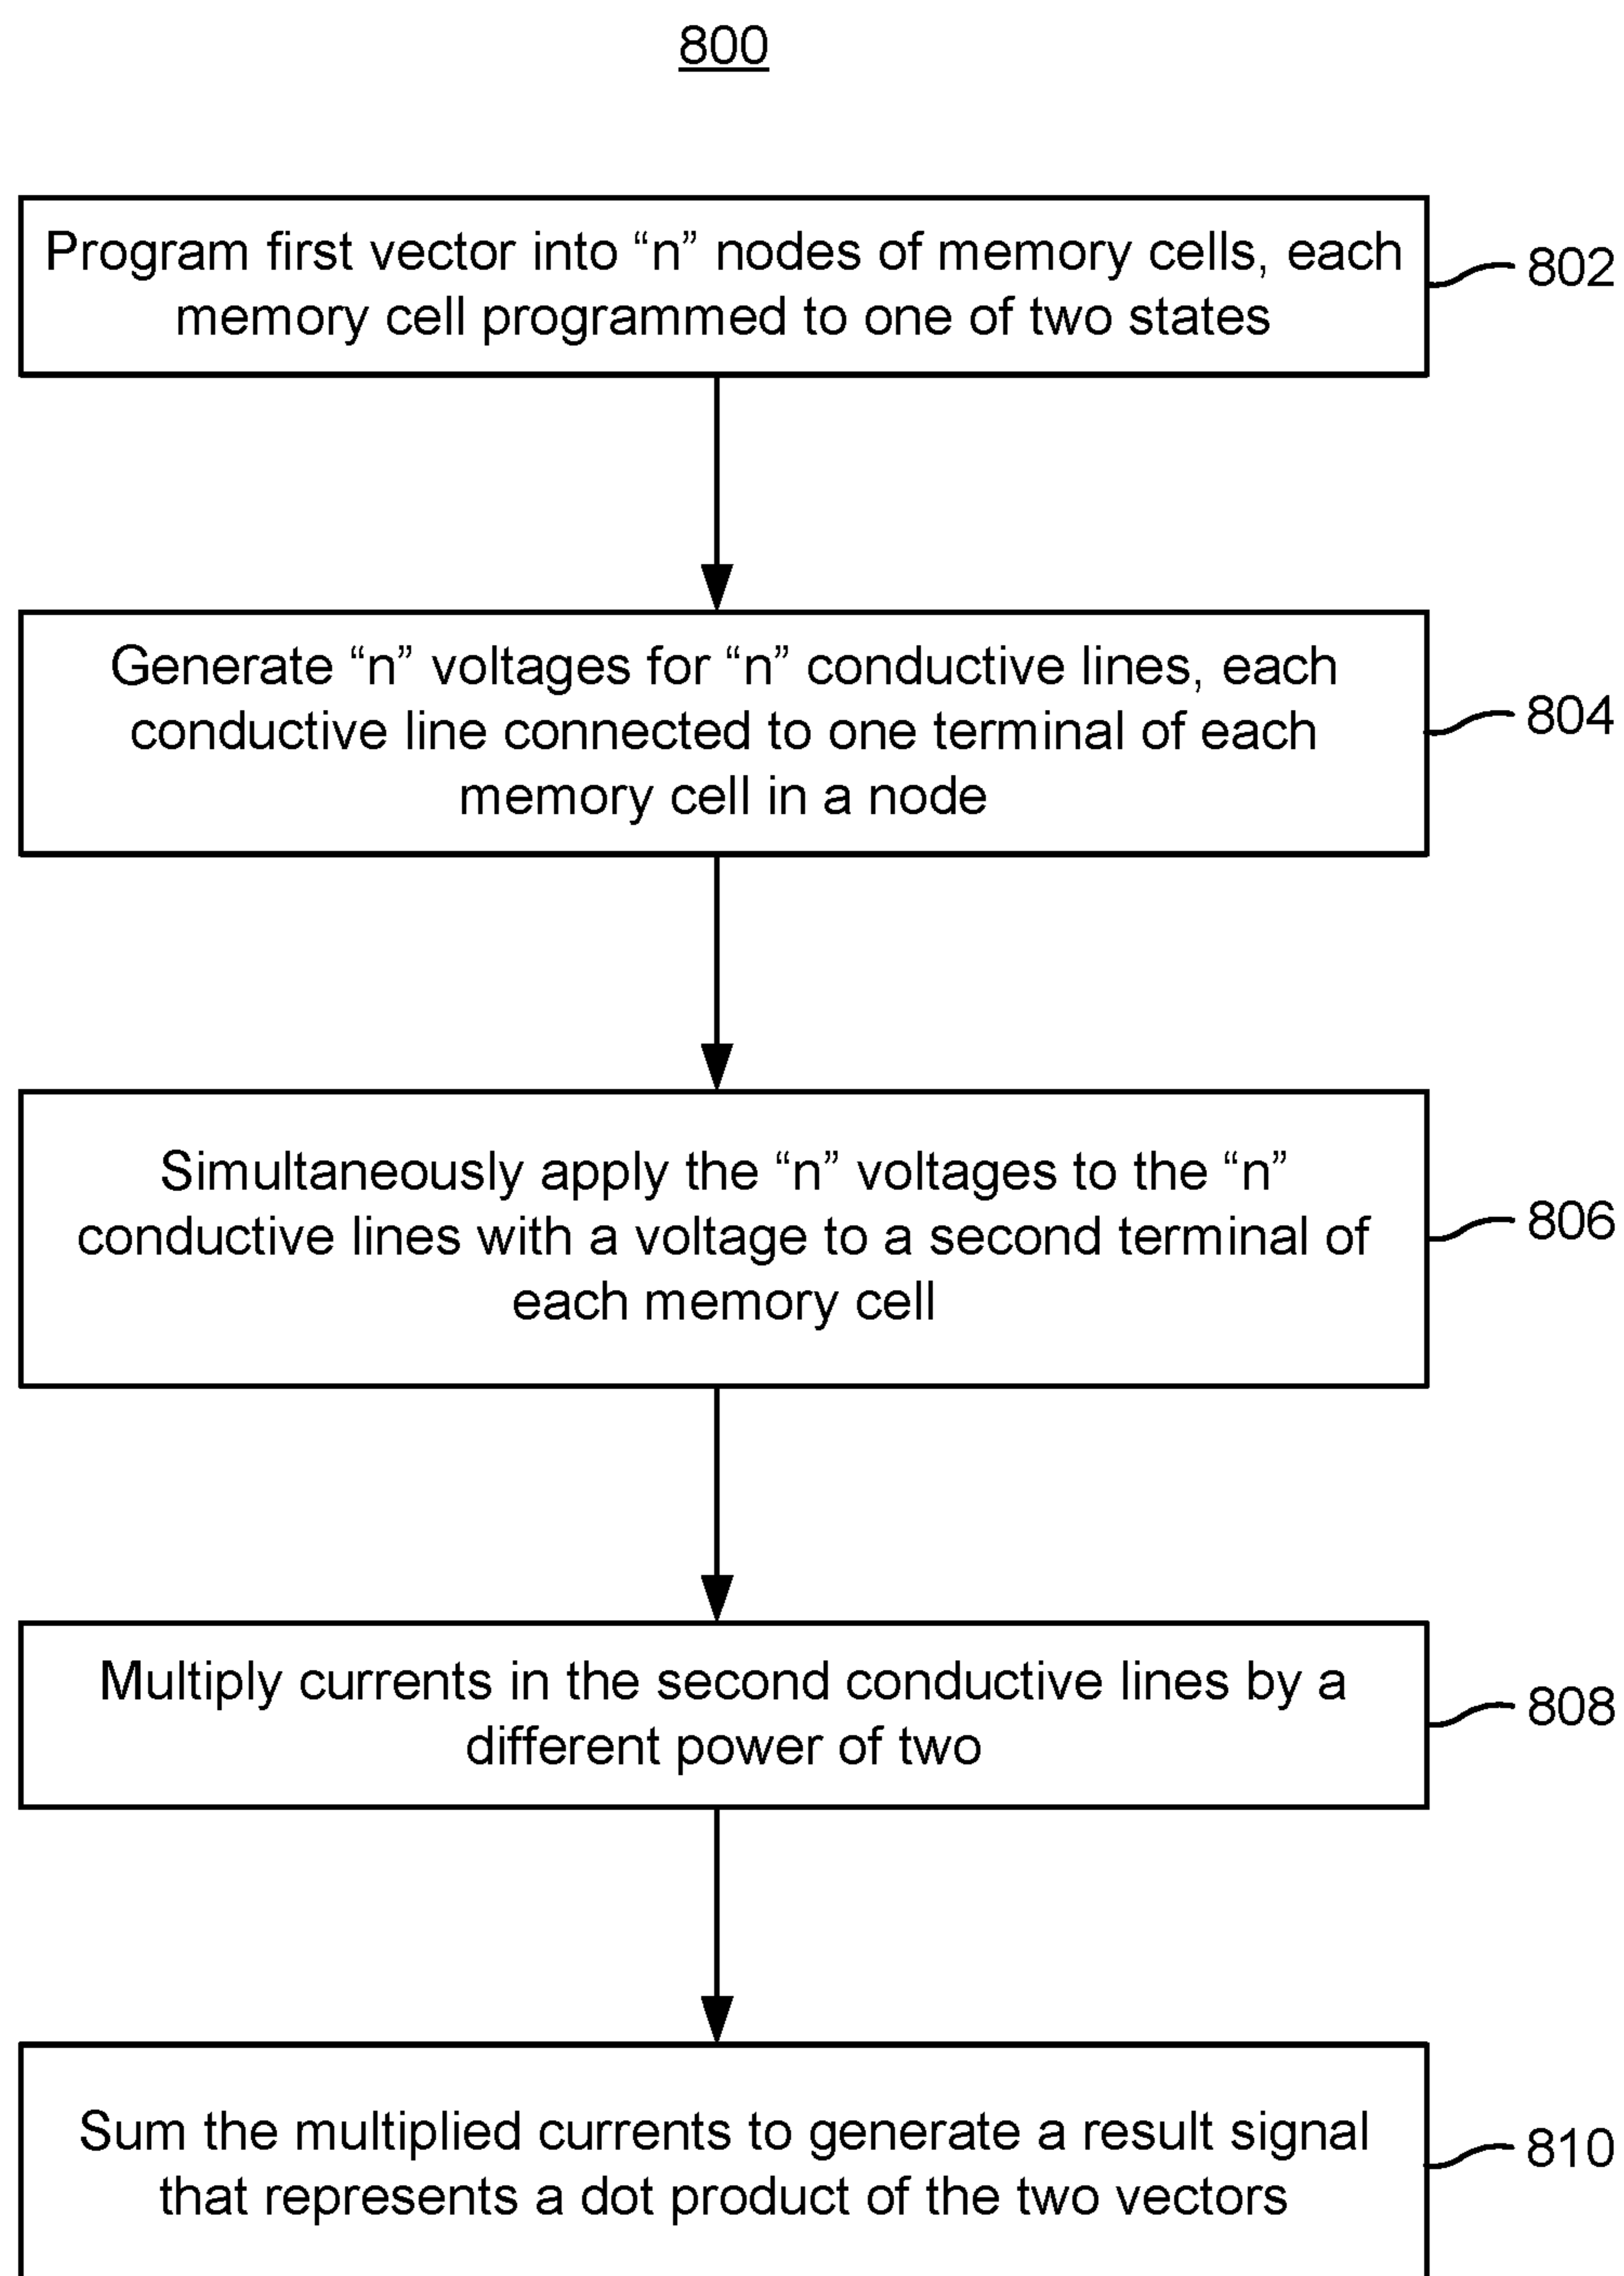 800
Program first vector into “n” nodes of memory cells, each
memory cell programmed to one of two states
802
Generate “n” voltages for “n” conductive lines, each
conductive line connected to one terminal of each
memory cell in a node
804
Simultaneously apply the “n” voltages to the “n”
conductive lines with a voltage to a second terminal of
each memory cell
806
Multiply currents in the second conductive lines by a
different power of two
808
Sum the multiplied currents to generate a result signal
that represents a dot product of the two vectors
810